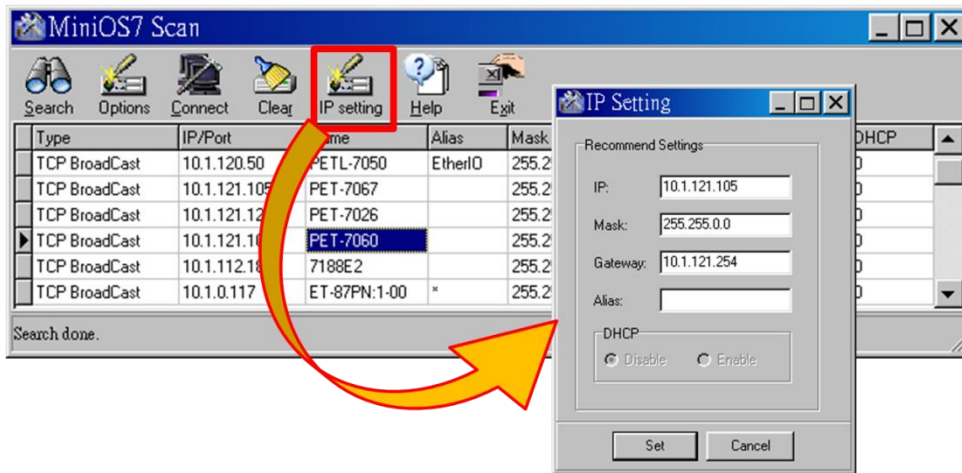 MiniOS7 Scan
Search Options Connect Clear IP setting Help Exit
Type IP/Port Alias Mask DHCP
TCP BroadCast 10.1.120.50 PETL-7050 EtherIO
TCP BroadCast 10.1.121.105 PET-7067
TCP BroadCast PET-7026
TCP BroadCast PET-7060
TCP BroadCast 7188E2
TCP BroadCast 10.1.0.117 ET-87PN:1-00 *
Search done.
IP Setting
Recommend Settings
IP: 10.1.121.105
Mask: 255.255.0.0
Gateway: 10.1.121.254
Alias:
DHCP
Disable Enable
Set Cancel